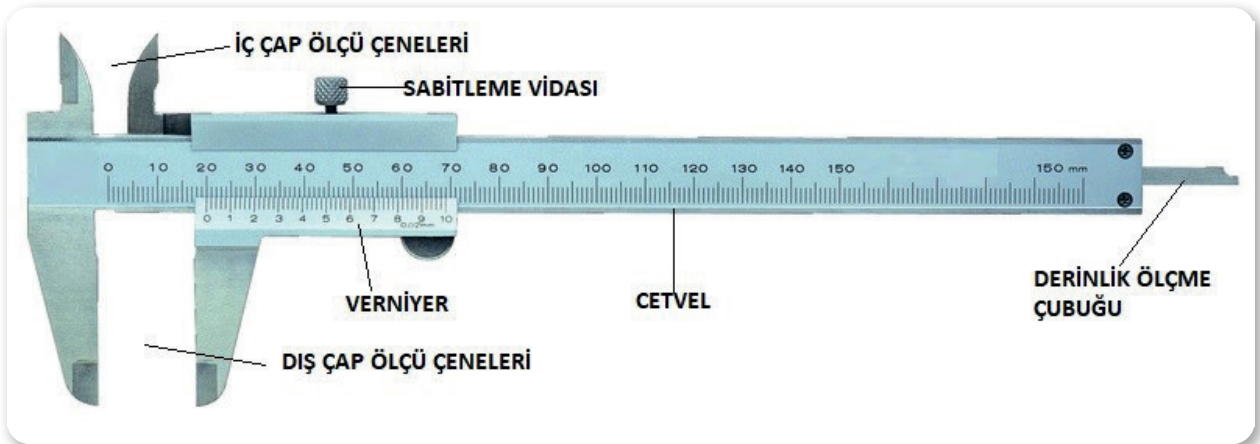 İÇ ÇAP ÖLÇÜ ÇENELERİ
SABİTLEME VİDASI
0 10 20 30 40 50 60 70 80 90 100 110 120 130 140 150 150 mm
0 1 2 3 4 5 6 7 8 9 10
0.02mm
VERNİYER
CETVEL
DERİNLİK ÖLÇME
ÇUBUĞU
DIŞ ÇAP ÖLÇÜ ÇENELERİ